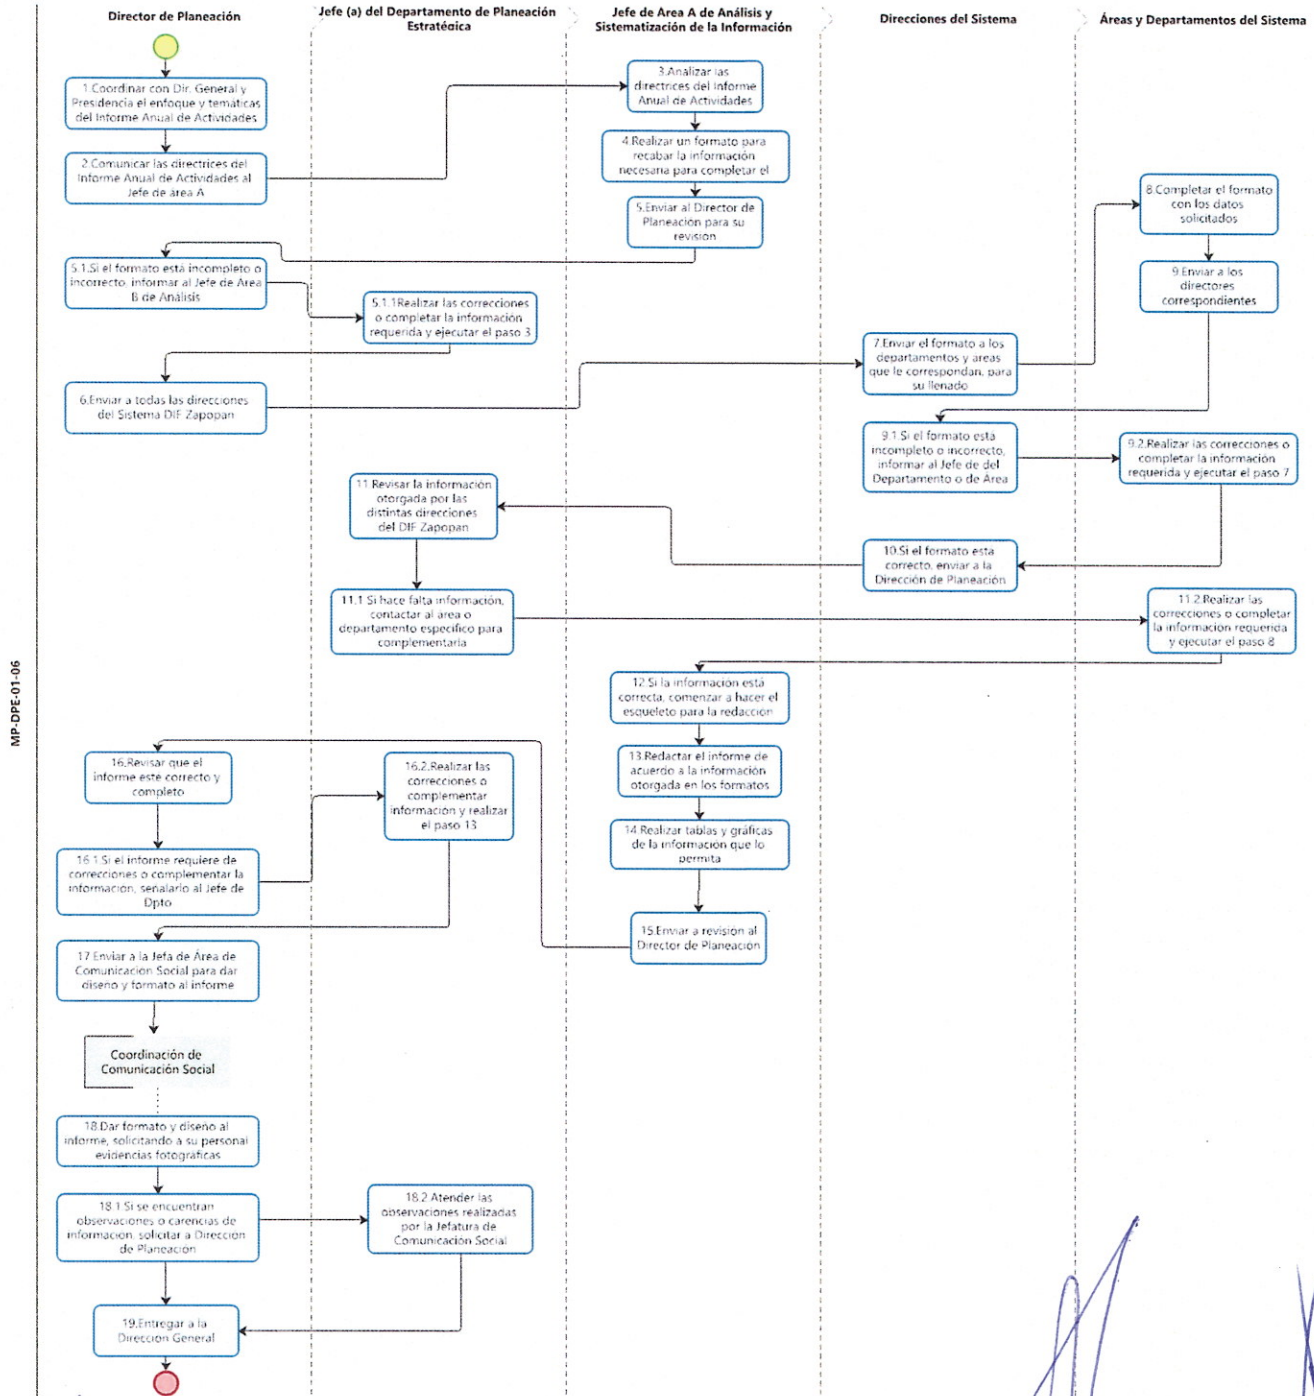 Director de Planeación
Jefe (a) del Departamento de Planeación
Estratégica
Jefe de Area A de Análisis y
Sistematización de la Información
Direcciones del Sistema
Áreas y Departamentos del Sistema
MP-DPE-01-06
1.Coordinar con Dir. General y
Presidencia el enfoque y temáticas
del Informe Anual de Actividades
2.Comunicar las directrices del
Informe Anual de Actividades al
Jefe de área A
3.Analizar las
directrices del Informe
Anual de Actividades
4.Realizar un formato para
recabar la información
necesaria para completar el
5.Enviar al Director de
Planeación para su
revisión
5.1.Si el formato está incompleto o
incorrecto, informar al Jefe de Area
B de Análisis
5.1.1Realizar las correcciones
o completar la información
requerida y ejecutar el paso 3
6.Enviar a todas las direcciones
del Sistema DIF Zapopan
7.Enviar el formato a los
departamentos y areas
que le correspondan, para
su llenado
8.Completar el formato
con los datos
solicitados
9.Enviar a los
directores
correspondientes
9.1.Si el formato está
incompleto o incorrecto,
informar al Jefe de del
Departamento o de Area
9.2.Realizar las correcciones o
completar la información
requerida y ejecutar el paso 7
10.Si el formato esta
correcto, enviar a la
Dirección de Planeación
11.Revisar la información
otorgada por las
distintas direcciones
del DIF Zapopan
11.1 Si hace falta información,
contactar al área o
departamento especifico para
complementarla
11.2.Realizar las
correcciones o completar
la información requerida
y ejecutar el paso 8
12.Si la información está
correcta, comenzar a hacer el
esqueleto para la redacción
13.Redactar el informe de
acuerdo a la información
otorgada en los formatos
14.Realizar tablas y gráficas
de la información que lo
permita
15.Enviar a revisión al
Director de Planeación
16.Revisar que el
informe este correcto y
completo
16.1.Si el informe requiere de
correcciones o complementar la
información, señalarlo al Jefe de
Dpto
16.2.Realizar las
correcciones o
complementar
información y realizar
el paso 13
17.Enviar a la Jefa de Área de
Comunicación Social para dar
diseño y formato al informe
Coordinación de
Comunicación Social
18.Dar formato y diseño al
informe, solicitando a su personal
evidencias fotográficas
18.1.Si se encuentran
observaciones o carencias de
información, solicitar a Dirección
de Planeación
18.2.Atender las
observaciones realizadas
por la Jefatura de
Comunicación Social
19.Entregar a la
Dirección General